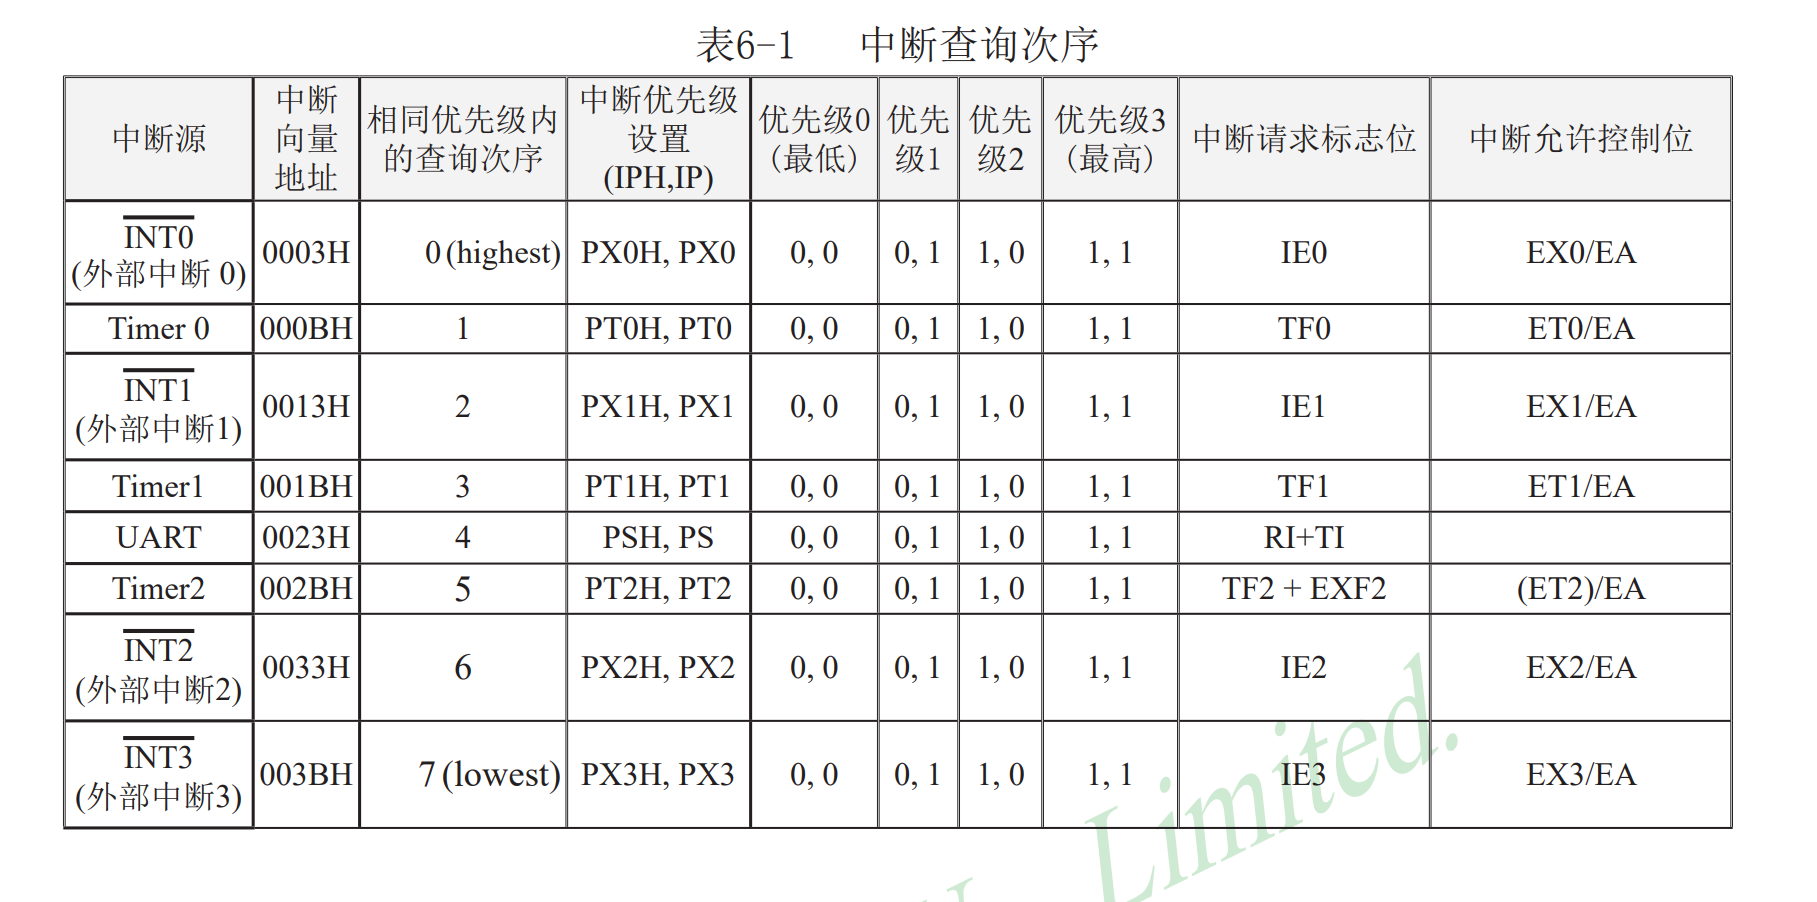 表6-1 中断查询次序
中断源 中断向量地址 相同优先级内的查询次序 中断优先级设置(IPH,IP) 优先级0(最低) 优先级1 优先级2 优先级3(最高) 中断请求标志位 中断允许控制位
INT0(外部中断 0) 0003H 0 (highest) PX0H, PX0 0, 0 0, 1 1, 0 1, 1 IE0 EX0/EA
Timer 0 000BH 1 PT0H, PT0 0, 0 0, 1 1, 0 1, 1 TF0 ET0/EA
INT1(外部中断1) 0013H 2 PX1H, PX1 0, 0 0, 1 1, 0 1, 1 IE1 EX1/EA
Timer1 001BH 3 PT1H, PT1 0, 0 0, 1 1, 0 1, 1 TF1 ET1/EA
UART 0023H 4 PSH, PS 0, 0 0, 1 1, 0 1, 1 RI+TI
Timer2 002BH 5 PT2H, PT2 0, 0 0, 1 1, 0 1, 1 TF2 + EXF2 (ET2)/EA
INT2(外部中断2) 0033H 6 PX2H, PX2 0, 0 0, 1 1, 0 1, 1 IE2 EX2/EA
INT3(外部中断3) 003BH 7 (lowest) PX3H, PX3 0, 0 0, 1 1, 0 1, 1 IE3 EX3/EA
Limited.